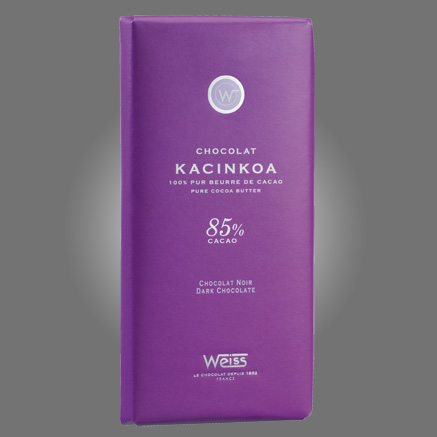 W
CHOCOLAT
KACINKOA
100% PUR BEURRE DE CACAO
PURE COCOA BUTTER
85%
CACAO
CHOCOLAT NOIR
DARK CHOCOLATE
Weiss
LE CHOCOLAT DEPUIS 1882
FRANCE